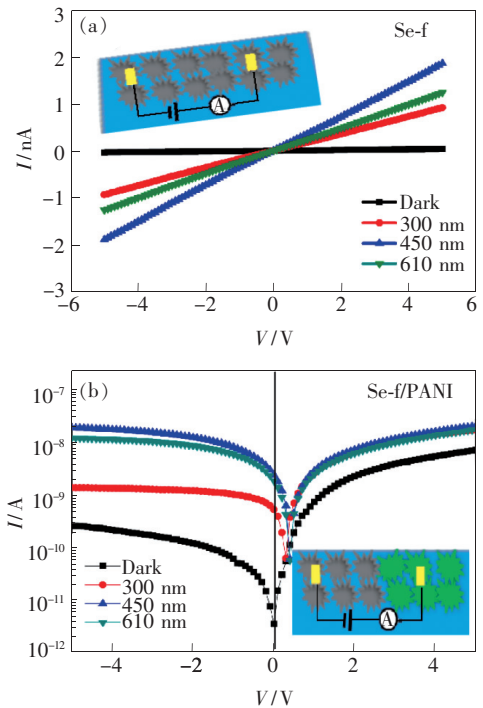 (a)
Se-f
3
2
1
0
−1
−2
−3
I/nA
A
Dark
300 nm
450 nm
610 nm
−6
−4
−2
0
2
4
6
V/V
(b)
Se-f/PANI
10⁻⁷
10⁻⁸
10⁻⁹
10⁻¹⁰
10⁻¹¹
10⁻¹²
I/A
Dark
300 nm
450 nm
610 nm
A
−4
−2
0
2
4
V/V